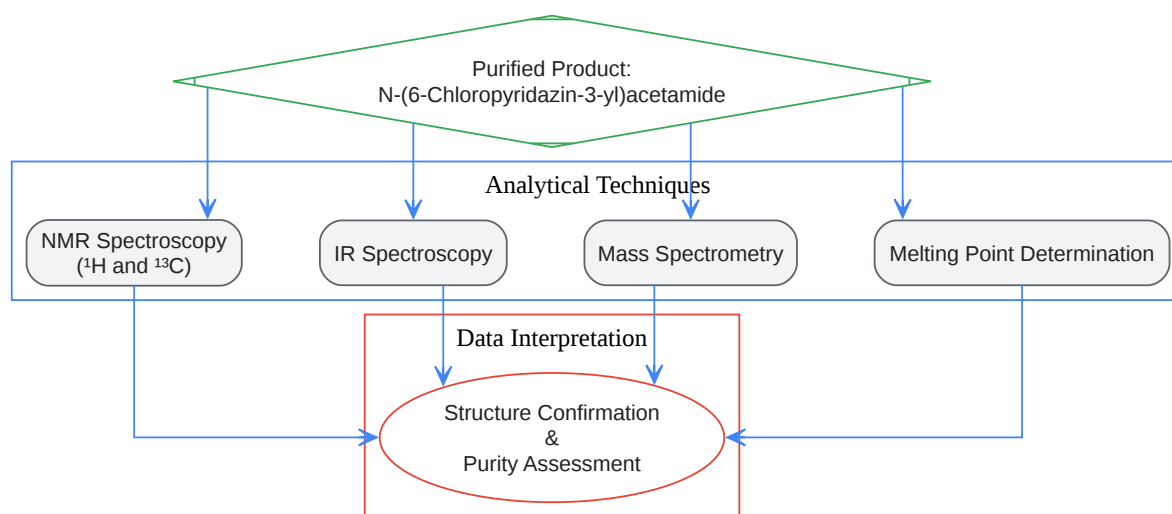 Purified Product:
N-(6-Chloropyridazin-3-yl)acetamide
Analytical Techniques
NMR Spectroscopy
(¹H and ¹³C)
IR Spectroscopy
Mass Spectrometry
Melting Point Determination
Data Interpretation
Structure Confirmation
&
Purity Assessment